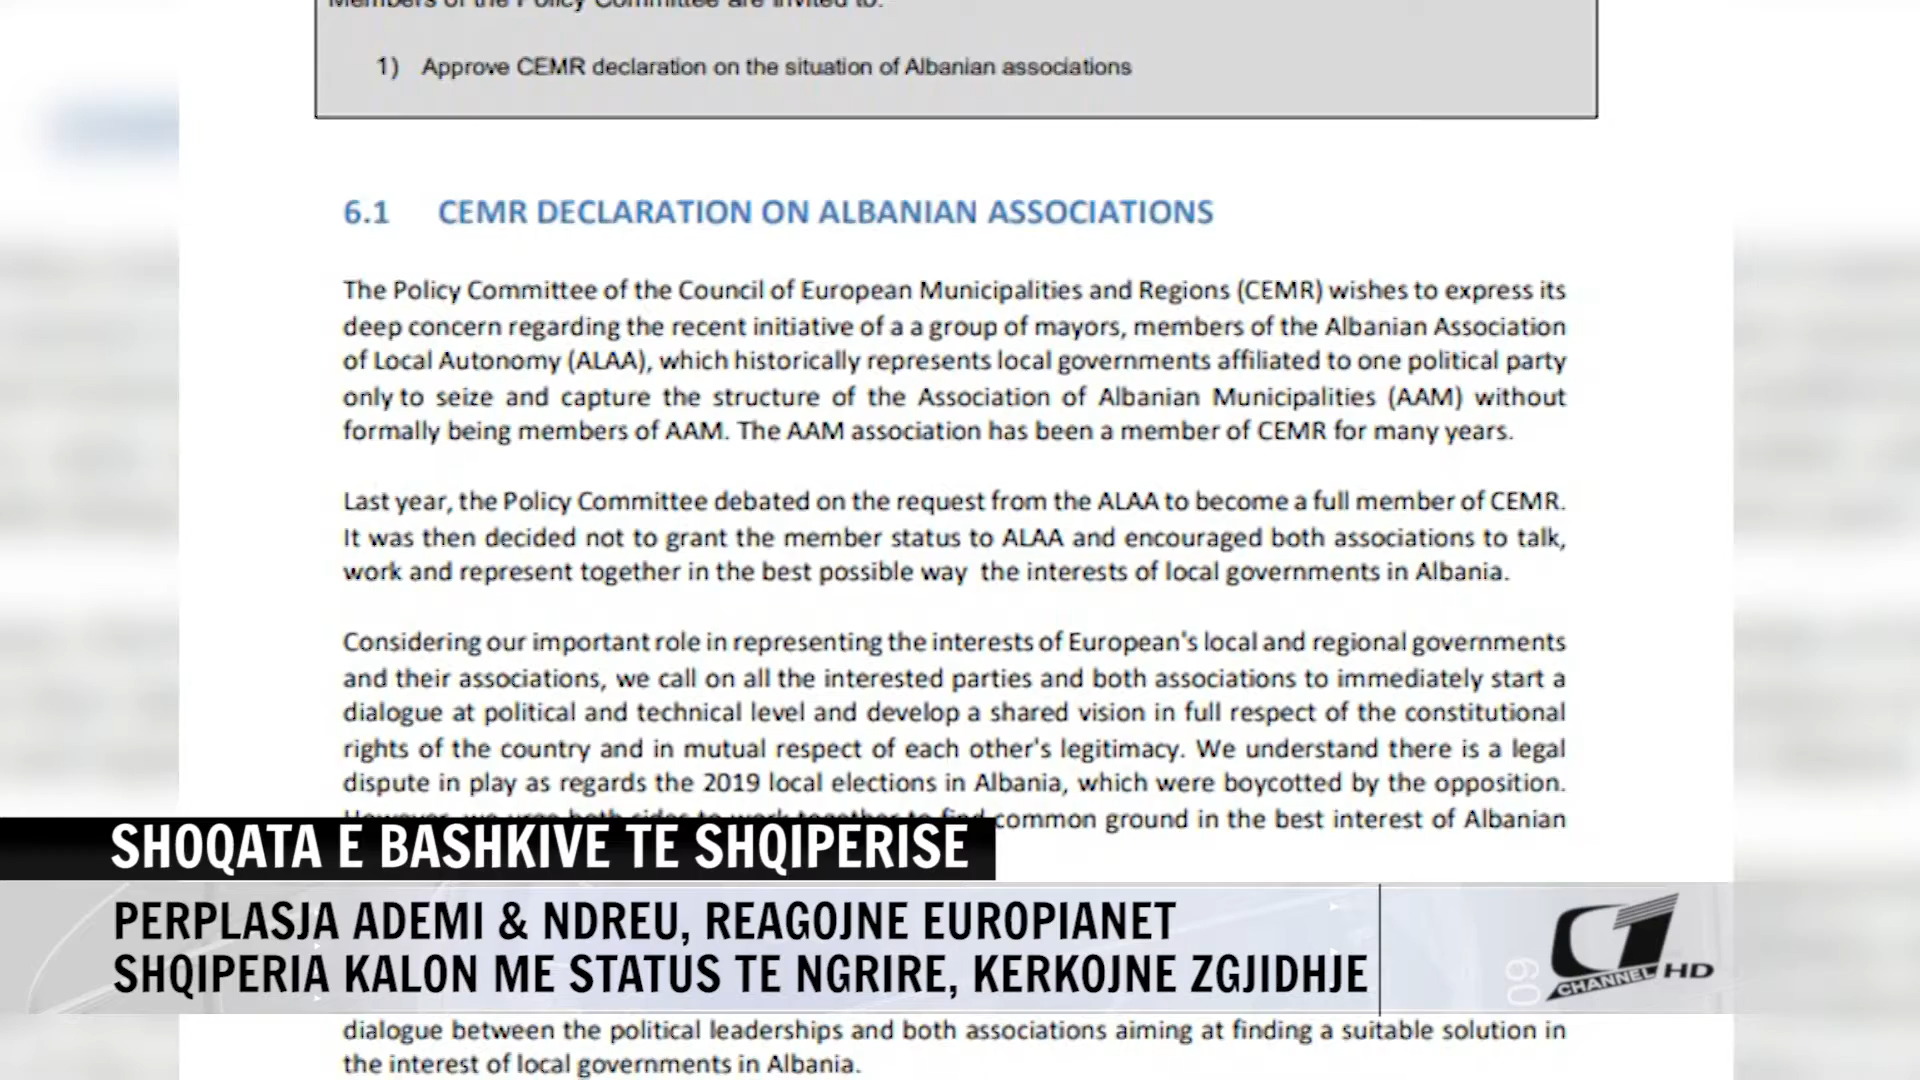 Members of the Policy Committee are invited to:
1) Approve CEMR declaration on the situation of Albanian associations
6.1 CEMR DECLARATION ON ALBANIAN ASSOCIATIONS
The Policy Committee of the Council of European Municipalities and Regions (CEMR) wishes to express its
deep concern regarding the recent initiative of a a group of mayors, members of the Albanian Association
of Local Autonomy (ALAA), which historically represents local governments affiliated to one political party
only to seize and capture the structure of the Association of Albanian Municipalities (AAM) without
formally being members of AAM. The AAM association has been a member of CEMR for many years.
Last year, the Policy Committee debated on the request from the ALAA to become a full member of CEMR.
It was then decided not to grant the member status to ALAA and encouraged both associations to talk,
work and represent together in the best possible way the interests of local governments in Albania.
Considering our important role in representing the interests of European's local and regional governments
and their associations, we call on all the interested parties and both associations to immediately start a
dialogue at political and technical level and develop a shared vision in full respect of the constitutional
rights of the country and in mutual respect of each other's legitimacy. We understand there is a legal
dispute in play as regards the 2019 local elections in Albania, which were boycotted by the opposition.
However, we urge both sides to work together to find common ground in the best interest of Albanian
SHOQATA E BASHKIVE TE SHQIPERISE
PERPLASJA ADEMI & NDREU, REAGOJNE EUROPIANET
SHQIPERIA KALON ME STATUS TE NGRIRE, KERKOJNE ZGJIDHJE
09
CHANNEL HD
dialogue between the political leaderships and both associations aiming at finding a suitable solution in
the interest of local governments in Albania.